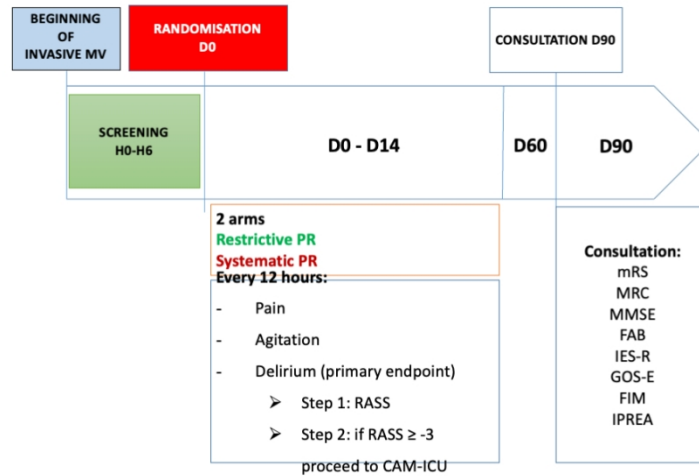 BEGINNING
OF
INVASIVE MV
RANDOMISATION
D0
CONSULTATION D90
SCREENING
H0-H6
D0 - D14
D60
D90
2 arms
Restrictive PR
Systematic PR
Every 12 hours:
- Pain
- Agitation
- Delirium (primary endpoint)
➤ Step 1: RASS
➤ Step 2: if RASS ≥ -3
proceed to CAM-ICU
Consultation:
mRS
MRC
MMSE
FAB
IES-R
GOS-E
FIM
IPREA